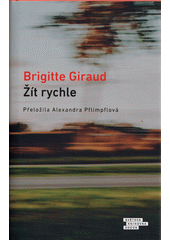 Brigitte Giraud
Žít rychle
Přeložila Alexandra Pflimpflová